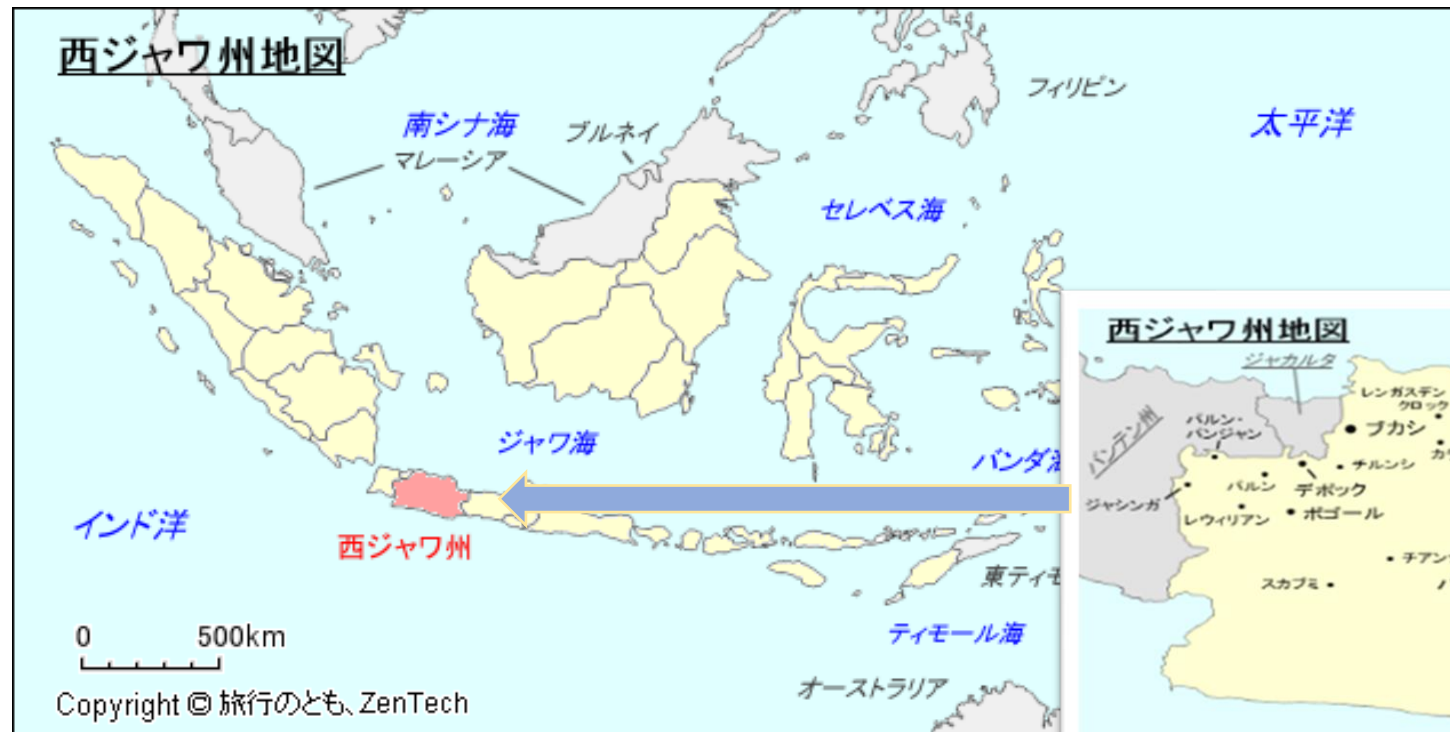 西ジャワ州地図
フィリピン
南シナ海
ブルネイ
太平洋
マレーシア
セレベス海
ジャワ海
バンダ海
インド洋
西ジャワ州
東ティモ
ティモール海
オーストラリア
0 500km
Copyright © 旅行のとも、ZenTech
西ジャワ州地図
ジャカルタ
バンテン州
レンガスデン
クロック
パルン・
パンジャン
ブカシ
チルンシ
デポック
パルン
ジャシンガ
レウィリアン
ボゴール
チアン
スカブミ